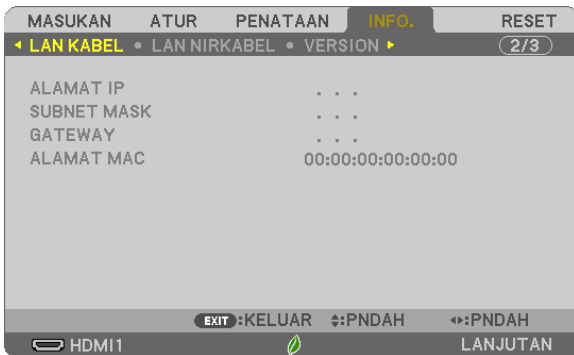 MASUKAN ATUR PENATAAN INFO. RESET
LAN KABEL • LAN NIRKABEL • VERSION 2/3
ALAMAT IP . . .
SUBNET MASK . . .
GATEWAY . . .
ALAMAT MAC 00:00:00:00:00:00
EXIT :KELUAR :PNDAH :PNDAH
HDMI1 LANJUTAN